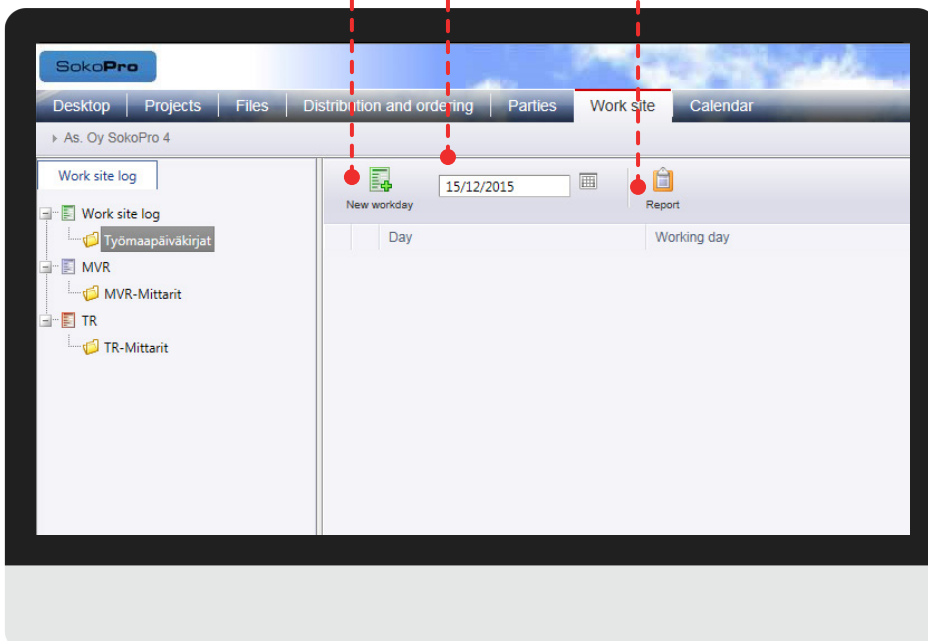 SokoPro
Desktop Projects Files Distribution and ordering Parties Work site Calendar
As. Oy SokoPro 4
Work site log
Work site log
Työmaapäiväkirjat
MVR
MVR-Mittarit
TR
TR-Mittarit
15/12/2015
New workday Report
Day Working day